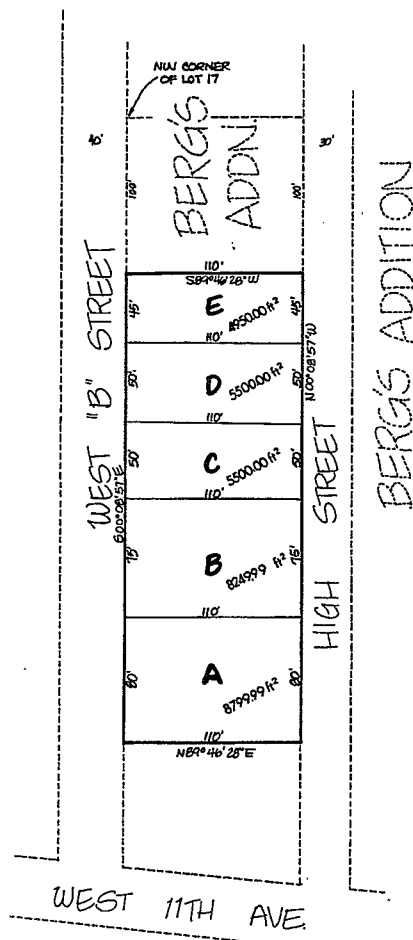 NW CORNER
OF LOT 17
40'
30'
BERG'S
ADDN.
100'
100'
BERG'S ADDITION
110'
S89°46'28"W
E
4950.00 ft²
45'
45'
110'
N00°08'57"W
WEST "B" STREET
D
5500.00 ft²
50'
50'
110'
C
5500.00 ft²
50'
50'
110'
S00°08'57"E
HIGH STREET
B
8249.99 ft²
75'
75'
110'
A
8799.99 ft²
80'
80'
110'
N89°46'28"E
WEST 11TH AVE.